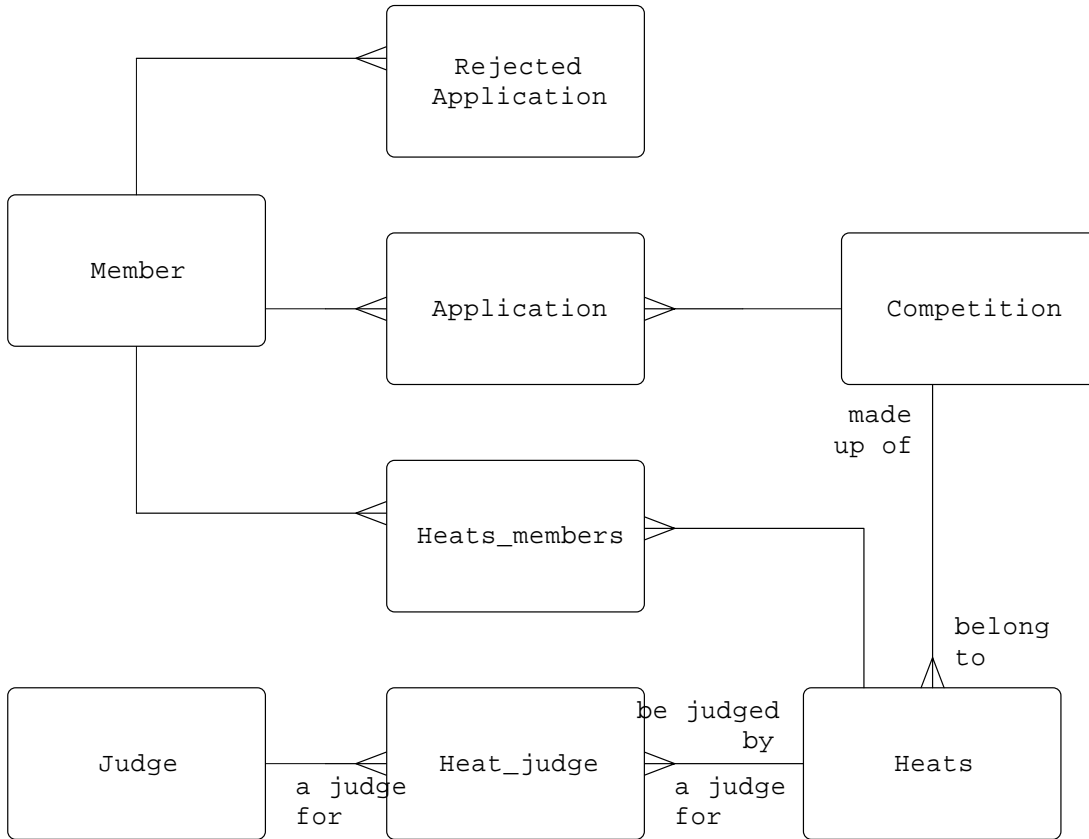 Rejected
Application
Member
Application
Competition
made
up of
Heats_members
belong
to
Judge
a judge
for
Heat_judge
be judged
by
a judge
for
Heats